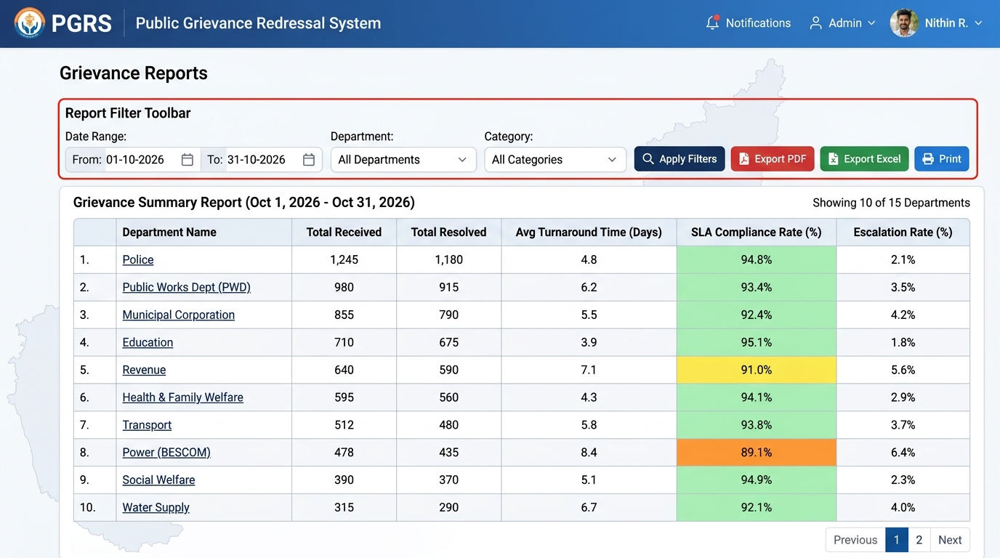 PGRS Public Grievance Redressal System Notifications Admin Nithin R.
Grievance Reports
Report Filter Toolbar
Date Range: Department: Category:
From: 01-10-2026 To: 31-10-2026 All Departments All Categories Apply Filters Export PDF Export Excel Print
Grievance Summary Report (Oct 1, 2026 - Oct 31, 2026) Showing 10 of 15 Departments
Department Name Total Received Total Resolved Avg Turnaround Time (Days) SLA Compliance Rate (%) Escalation Rate (%)
1. Police 1,245 1,180 4.8 94.8% 2.1%
2. Public Works Dept (PWD) 980 915 6.2 93.4% 3.5%
3. Municipal Corporation 855 790 5.5 92.4% 4.2%
4. Education 710 675 3.9 95.1% 1.8%
5. Revenue 640 590 7.1 91.0% 5.6%
6. Health & Family Welfare 595 560 4.3 94.1% 2.9%
7. Transport 512 480 5.8 93.8% 3.7%
8. Power (BESCOM) 478 435 8.4 89.1% 6.4%
9. Social Welfare 390 370 5.1 94.9% 2.3%
10. Water Supply 315 290 6.7 92.1% 4.0%
Previous 1 2 Next